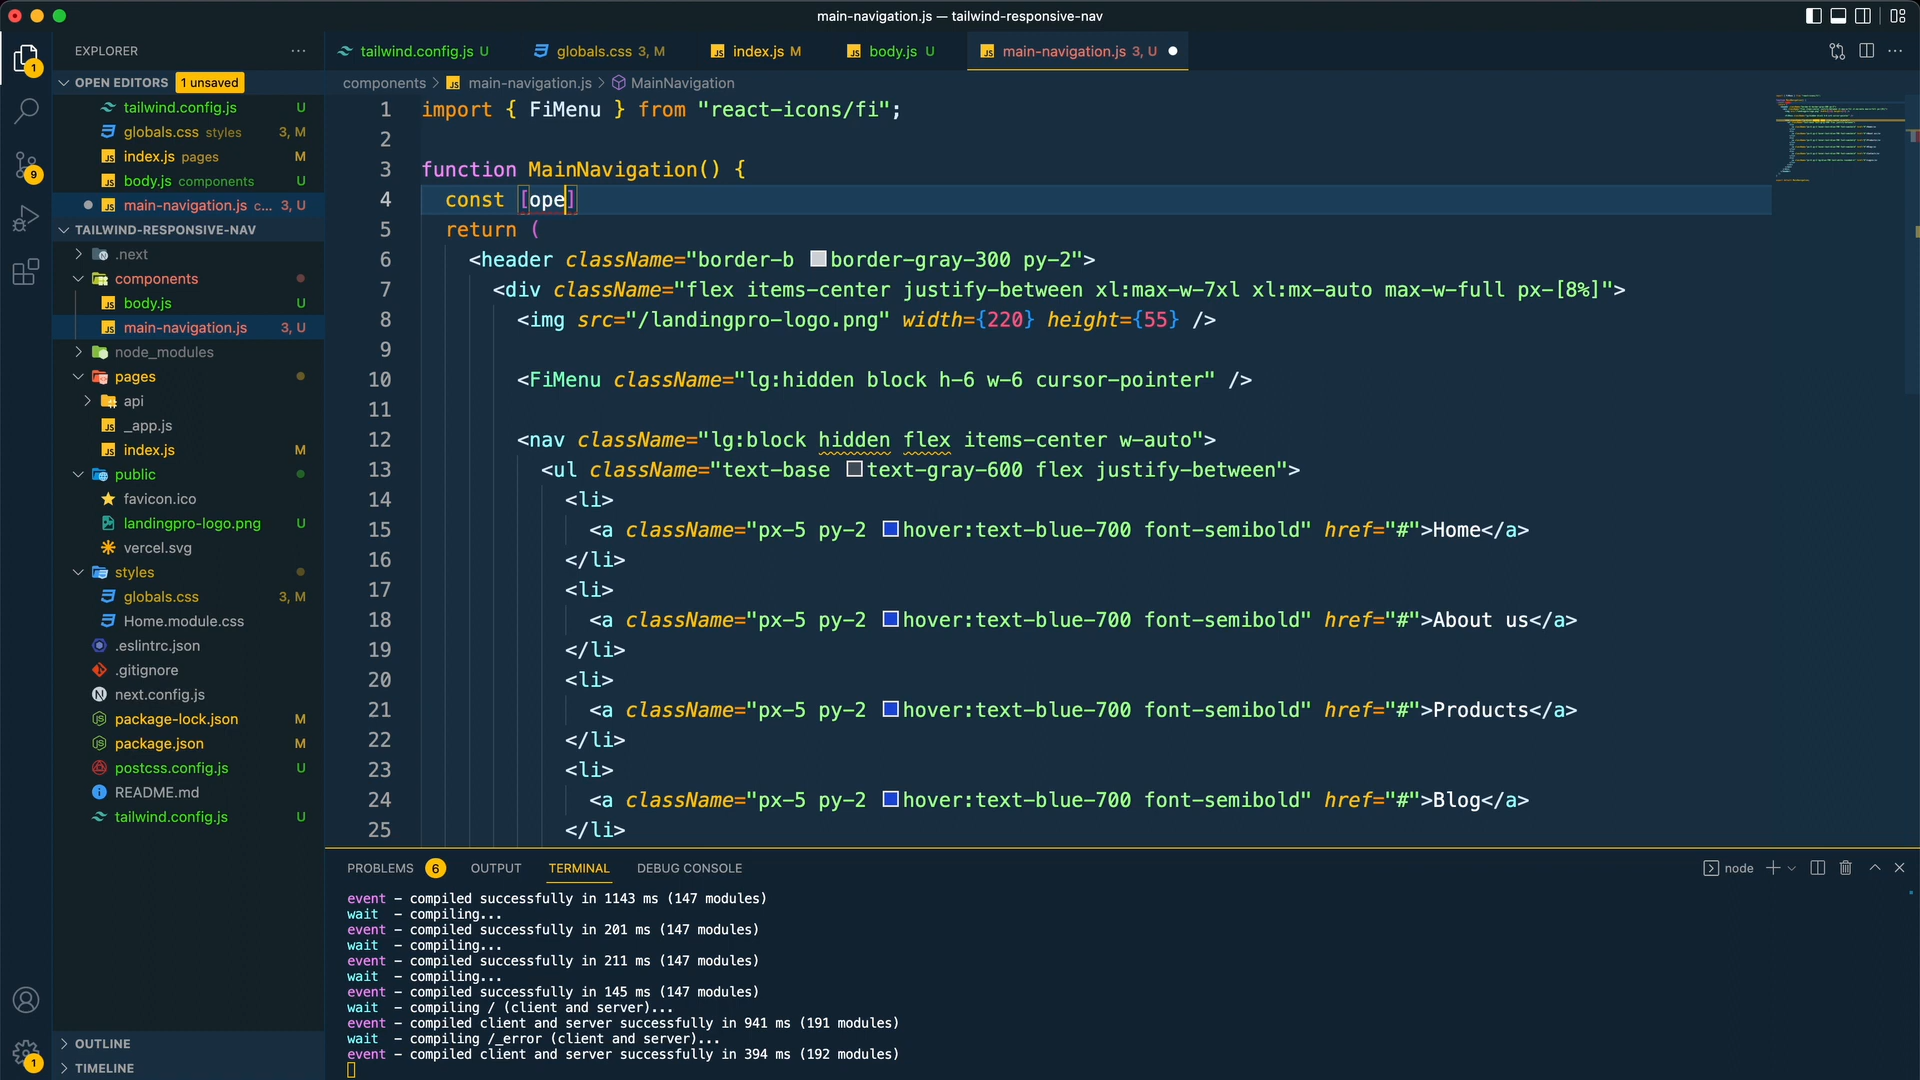 main-navigation.js — tailwind-responsive-nav
EXPLORER
OPEN EDITORS 1 unsaved
tailwind.config.js U
globals.css styles 3, M
index.js pages M
body.js components U
main-navigation.js c... 3, U
TAILWIND-RESPONSIVE-NAV
.next
components
body.js U
main-navigation.js 3, U
node_modules
pages
api
_app.js
index.js M
public
favicon.ico
landingpro-logo.png U
vercel.svg
styles
globals.css 3, M
Home.module.css
.eslintrc.json
.gitignore
next.config.js
package-lock.json M
package.json M
postcss.config.js U
README.md
tailwind.config.js U
OUTLINE
TIMELINE
1
9
1
tailwind.config.js U globals.css 3, M index.js M body.js U main-navigation.js 3, U
components > main-navigation.js > MainNavigation
1 import { FiMenu } from "react-icons/fi";
2
3 function MainNavigation() {
4 const [ope]
5 return (
6 <header className="border-b border-gray-300 py-2">
7 <div className="flex items-center justify-between xl:max-w-7xl xl:mx-auto max-w-full px-[8%]">
8 <img src="/landingpro-logo.png" width={220} height={55} />
9
10 <FiMenu className="lg:hidden block h-6 w-6 cursor-pointer" />
11
12 <nav className="lg:block hidden flex items-center w-auto">
13 <ul className="text-base text-gray-600 flex justify-between">
14 <li>
15 <a className="px-5 py-2 hover:text-blue-700 font-semibold" href="#">Home</a>
16 </li>
17 <li>
18 <a className="px-5 py-2 hover:text-blue-700 font-semibold" href="#">About us</a>
19 </li>
20 <li>
21 <a className="px-5 py-2 hover:text-blue-700 font-semibold" href="#">Products</a>
22 </li>
23 <li>
24 <a className="px-5 py-2 hover:text-blue-700 font-semibold" href="#">Blog</a>
25 </li>
PROBLEMS 6 OUTPUT TERMINAL DEBUG CONSOLE node
event - compiled successfully in 1143 ms (147 modules)
wait - compiling...
event - compiled successfully in 201 ms (147 modules)
wait - compiling...
event - compiled successfully in 211 ms (147 modules)
wait - compiling...
event - compiled successfully in 145 ms (147 modules)
wait - compiling / (client and server)...
event - compiled client and server successfully in 941 ms (191 modules)
wait - compiling /_error (client and server)...
event - compiled client and server successfully in 394 ms (192 modules)